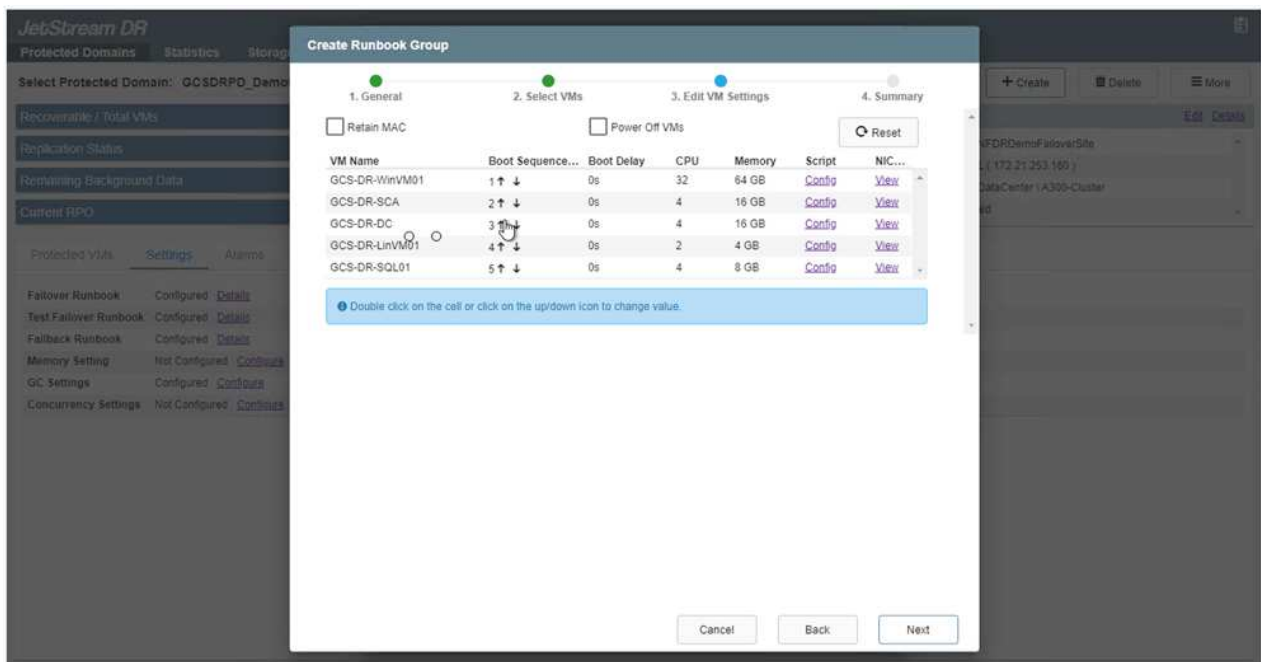 JetStream DR
Protected Domains Statistics Storag
Select Protected Domain: GCSDRPD_Demo
+ Create Delete More
Recoverable / Total VMs
Edit Details
Replication Status
Remaining Background Data
( 172.21.253.160 )
DataCenter \ A300-Cluster
Current RPO
Protected VMs Settings Alarms
Failover Runbook Configured Details
Test Failover Runbook Configured Details
Failback Runbook Configured Details
Memory Setting Not Configured Configure
GC Settings Configured Configure
Concurrency Settings Not Configured Configure
Create Runbook Group
1. General 2. Select VMs 3. Edit VM Settings 4. Summary
Retain MAC Power Off VMs Reset
VM Name Boot Sequence... Boot Delay CPU Memory Script NIC...
GCS-DR-WinVM01 1 0s 32 64 GB Config View
GCS-DR-SCA 2 0s 4 16 GB Config View
GCS-DR-DC 3 0s 4 16 GB Config View
GCS-DR-LinVM01 4 0s 2 4 GB Config View
GCS-DR-SQL01 5 0s 4 8 GB Config View
Double click on the cell or click on the up/down icon to change value.
Cancel Back Next